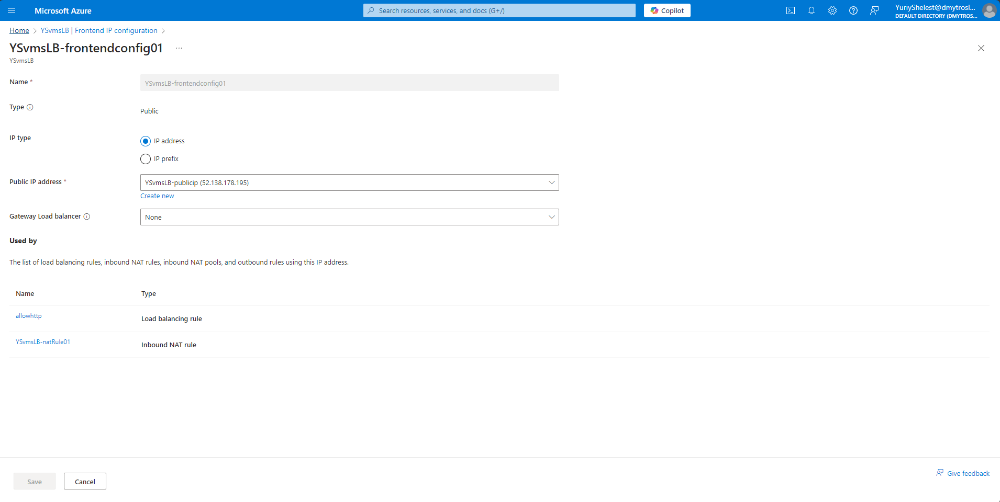 Microsoft Azure
Search resources, services, and docs (G+/)
Copilot
YuriyShelest@dmytrosl...
DEFAULT DIRECTORY (DMYTROS...
Home > YSvmsLB | Frontend IP configuration >
YSvmsLB-frontendconfig01 ...
YSvmsLB
Name *
YSvmsLB-frontendconfig01
Type
Public
IP type
IP address
IP prefix
Public IP address *
YSvmsLB-publicip (52.138.178.195)
Create new
Gateway Load balancer
None
Used by
The list of load balancing rules, inbound NAT rules, inbound NAT pools, and outbound rules using this IP address.
Name Type
allowhttp Load balancing rule
YSvmsLB-natRule01 Inbound NAT rule
Save
Cancel
Give feedback